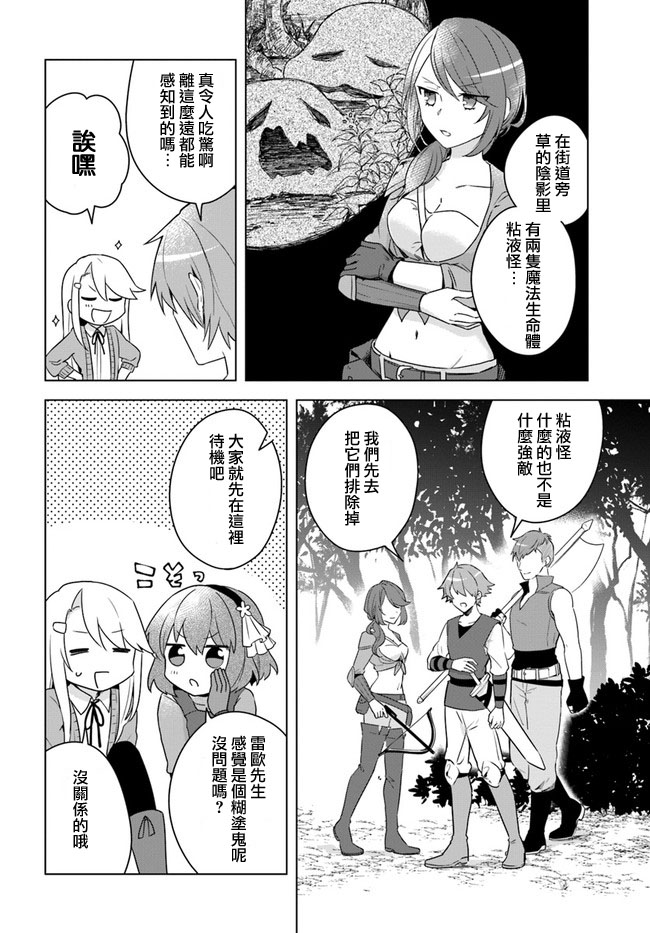 在街道旁
草的陰影里
有兩隻魔法生命體
粘液怪…
真令人吃驚啊
離這麼遠都能
感知到的嗎…
誒嘿
粘液怪
什麼的也不是
什麼強敵
我們先去
把它們排除掉
大家就先在這裡
待機吧
こそっ
雷歐先生
感覺是個糊塗鬼呢
沒問題嗎？
沒關係的哦